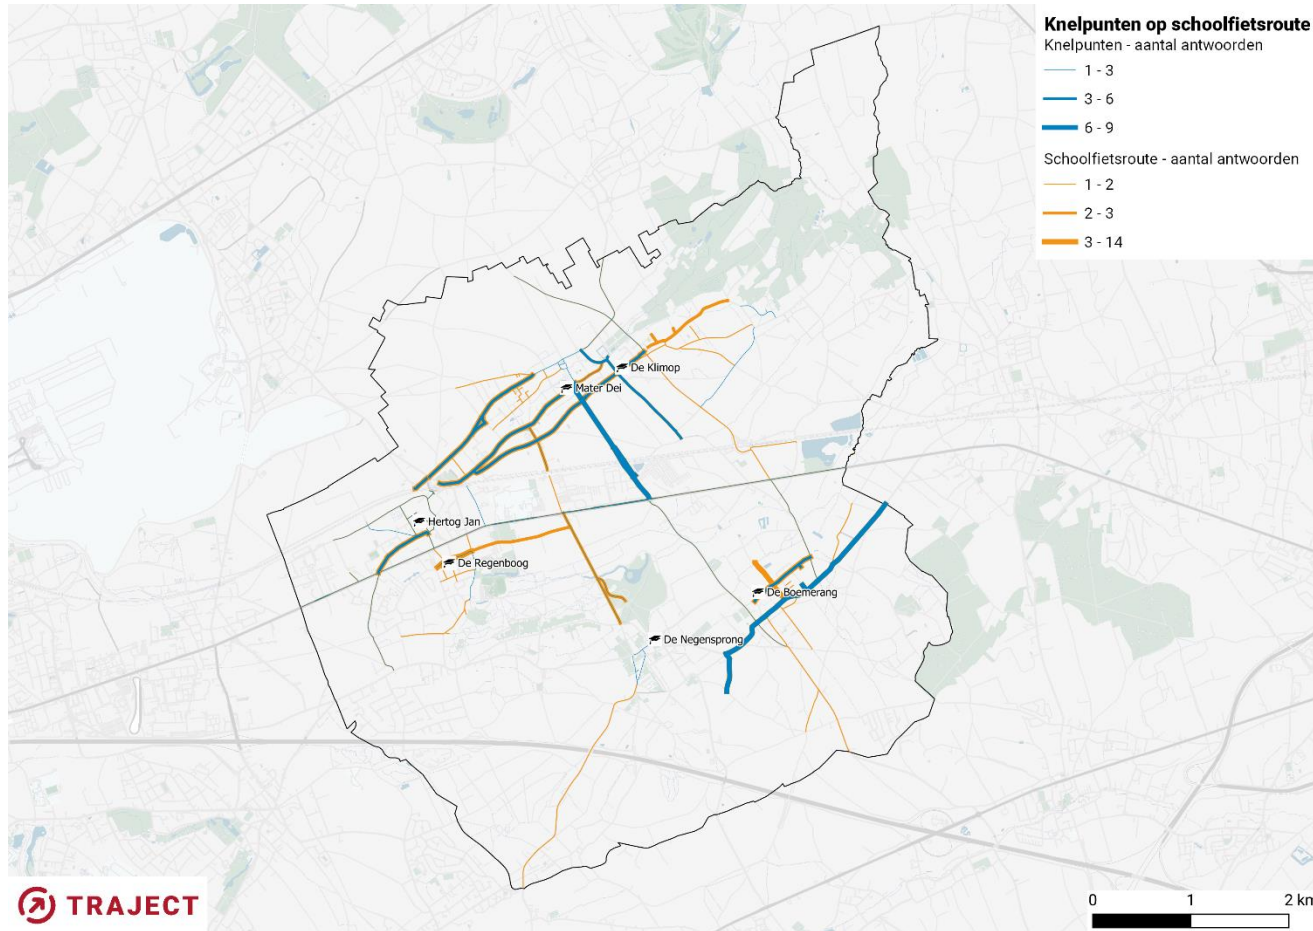 Knelpunten op schoolfietsroute
Knelpunten - aantal antwoorden
1 - 3
3 - 6
6 - 9
Schoolfietsroute - aantal antwoorden
1 - 2
2 - 3
3 - 14
De Klimop
Mater Dei
Hertog Jan
De Regenboog
De Boemerang
De Negensprong
TRAJECT
0 1 2 km